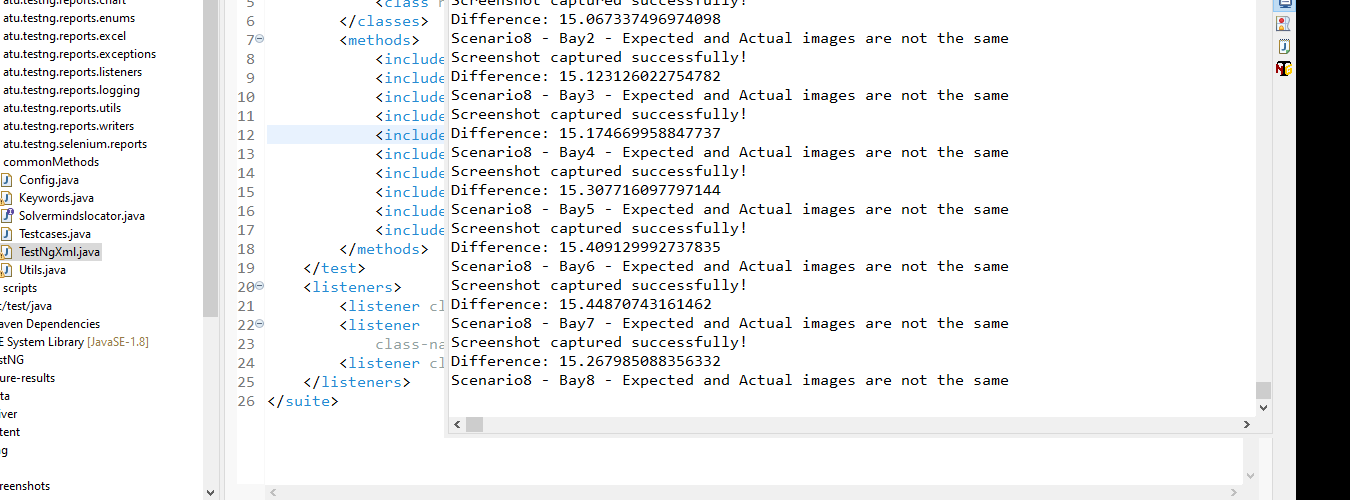 atu.testng.reports.chart
atu.testng.reports.enums
atu.testng.reports.excel
atu.testng.reports.exceptions
atu.testng.reports.listeners
atu.testng.reports.logging
atu.testng.reports.utils
atu.testng.reports.writers
atu.testng.selenium.reports
commonMethods
Config.java
Keywords.java
Solvermindslocator.java
Testcases.java
TestNgXml.java
Utils.java
scripts
:/test/java
aven Dependencies
E System Library [JavaSE-1.8]
stNG
ure-results
ta
iver
tent
g
reenshots
5 <class n
6 </classes>
7 <methods>
8 <include
9 <include
10 <include
11 <include
12 <include
13 <include
14 <include
15 <include
16 <include
17 <include
18 </methods>
19 </test>
20 <listeners>
21 <listener cl
22 <listener
23 class-na
24 <listener cl
25 </listeners>
26 </suite>
Screenshot captured successfully!
Difference: 15.067337496974098
Scenario8 - Bay2 - Expected and Actual images are not the same
Screenshot captured successfully!
Difference: 15.123126022754782
Scenario8 - Bay3 - Expected and Actual images are not the same
Screenshot captured successfully!
Difference: 15.174669958847737
Scenario8 - Bay4 - Expected and Actual images are not the same
Screenshot captured successfully!
Difference: 15.307716097797144
Scenario8 - Bay5 - Expected and Actual images are not the same
Screenshot captured successfully!
Difference: 15.409129992737835
Scenario8 - Bay6 - Expected and Actual images are not the same
Screenshot captured successfully!
Difference: 15.44870743161462
Scenario8 - Bay7 - Expected and Actual images are not the same
Screenshot captured successfully!
Difference: 15.267985088356332
Scenario8 - Bay8 - Expected and Actual images are not the same